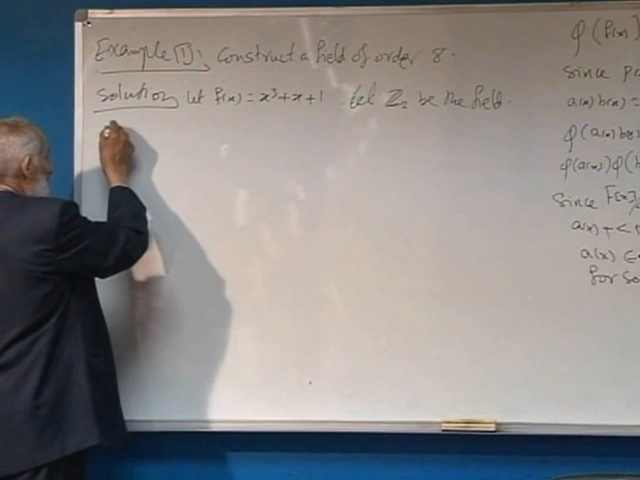 Example ①: Construct a field of order 8.
Solution Let f(x) = x³+x+1. Let ℤ₂ be the field.
φ(f(x)
since p(
a(x) b(x) =
φ(a(x) b(x)
φ(a(x)) φ(b
since F[x]
a(x) + <
a(x) ∈
for so